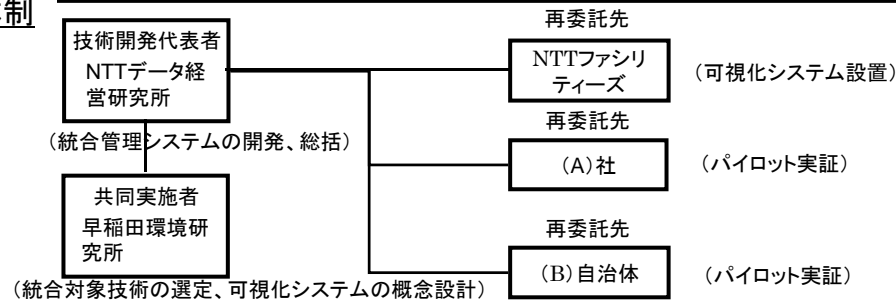 制
技術開発代表者
NTTデータ経
営研究所
(統合管理システムの開発、総括)
共同実施者
早稲田環境研
究所
(統合対象技術の選定、可視化システムの概念設計)
再委託先
NTTファシリ
ティーズ
(可視化システム設置)
再委託先
(A)社
(パイロット実証)
再委託先
(B)自治体
(パイロット実証)